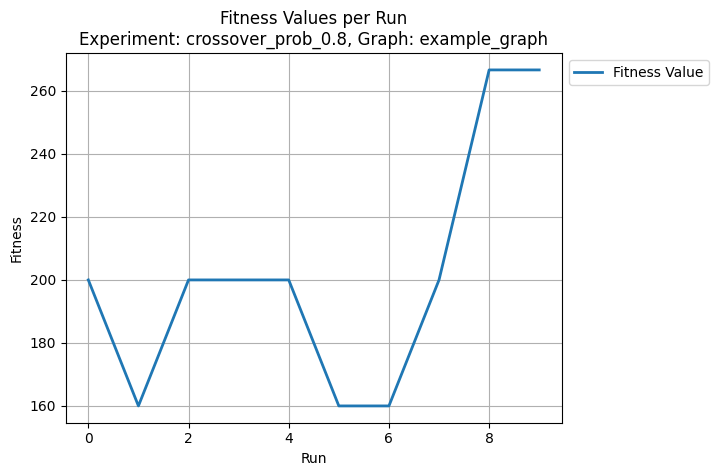 Fitness Values per Run
Experiment: crossover_prob_0.8, Graph: example_graph
Fitness Value
260
240
220
200
180
160
Fitness
0 2 4 6 8
Run